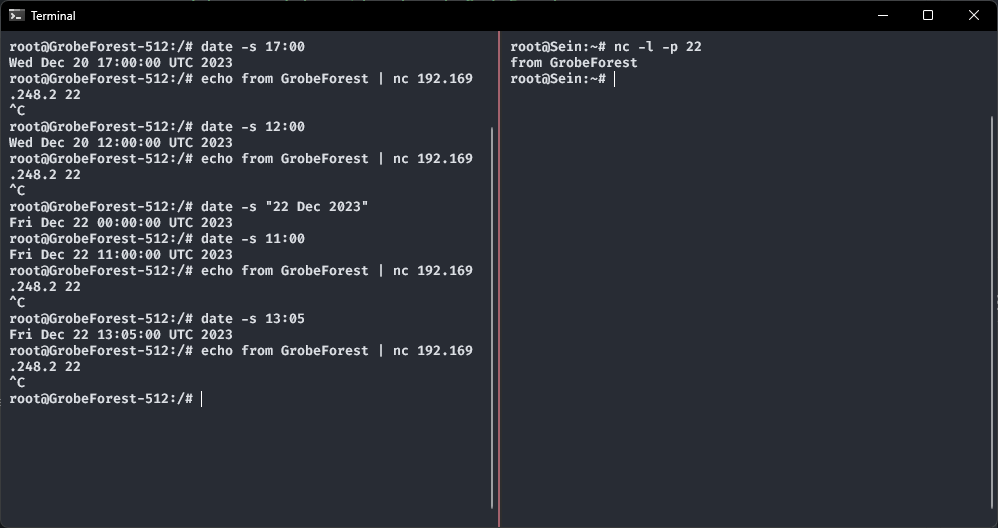 Terminal
root@GrobeForest-512:/# date -s 17:00
Wed Dec 20 17:00:00 UTC 2023
root@GrobeForest-512:/# echo from GrobeForest | nc 192.169
.248.2 22
^C
root@GrobeForest-512:/# date -s 12:00
Wed Dec 20 12:00:00 UTC 2023
root@GrobeForest-512:/# echo from GrobeForest | nc 192.169
.248.2 22
^C
root@GrobeForest-512:/# date -s "22 Dec 2023"
Fri Dec 22 00:00:00 UTC 2023
root@GrobeForest-512:/# date -s 11:00
Fri Dec 22 11:00:00 UTC 2023
root@GrobeForest-512:/# echo from GrobeForest | nc 192.169
.248.2 22
^C
root@GrobeForest-512:/# date -s 13:05
Fri Dec 22 13:05:00 UTC 2023
root@GrobeForest-512:/# echo from GrobeForest | nc 192.169
.248.2 22
^C
root@GrobeForest-512:/#
root@Sein:~# nc -l -p 22
from GrobeForest
root@Sein:~#